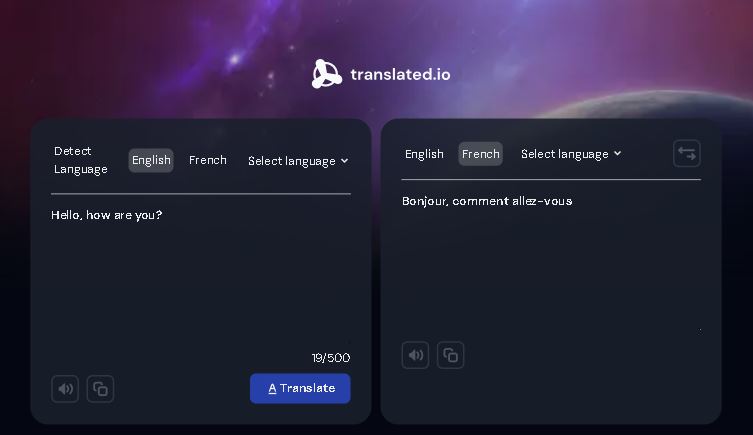 translated.io
Detect
Language
English
French
Select language
Hello, how are you?
19/500
A Translate
English
French
Select language
Bonjour, comment allez-vous